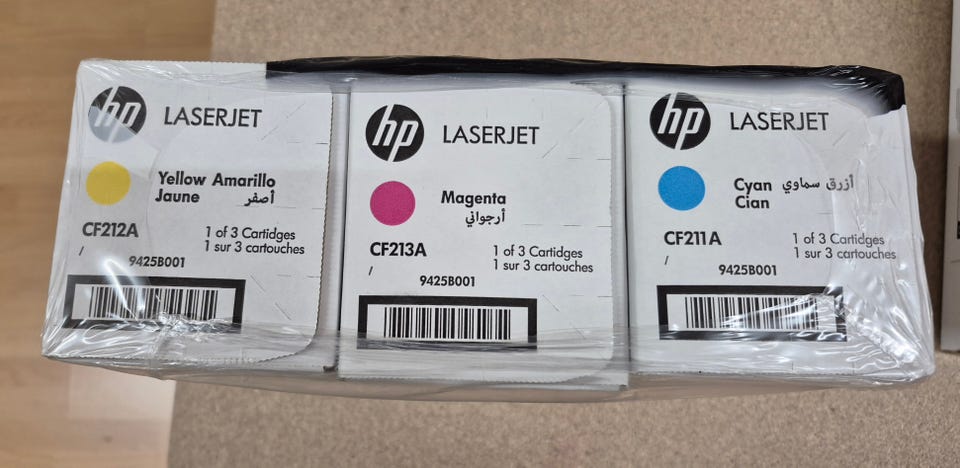 hp LASERJET
Yellow Amarillo
Jaune أصفر
CF212A
1 of 3 Cartidges
1 sur 3 cartouches
/
9425B001
hp LASERJET
Magenta
أرجواني
CF213A
1 of 3 Cartidges
1 sur 3 cartouches
/
9425B001
hp LASERJET
Cyan أزرق سماوي
Cian
CF211A
1 of 3 Cartidges
1 sur 3 cartouches
/
9425B001